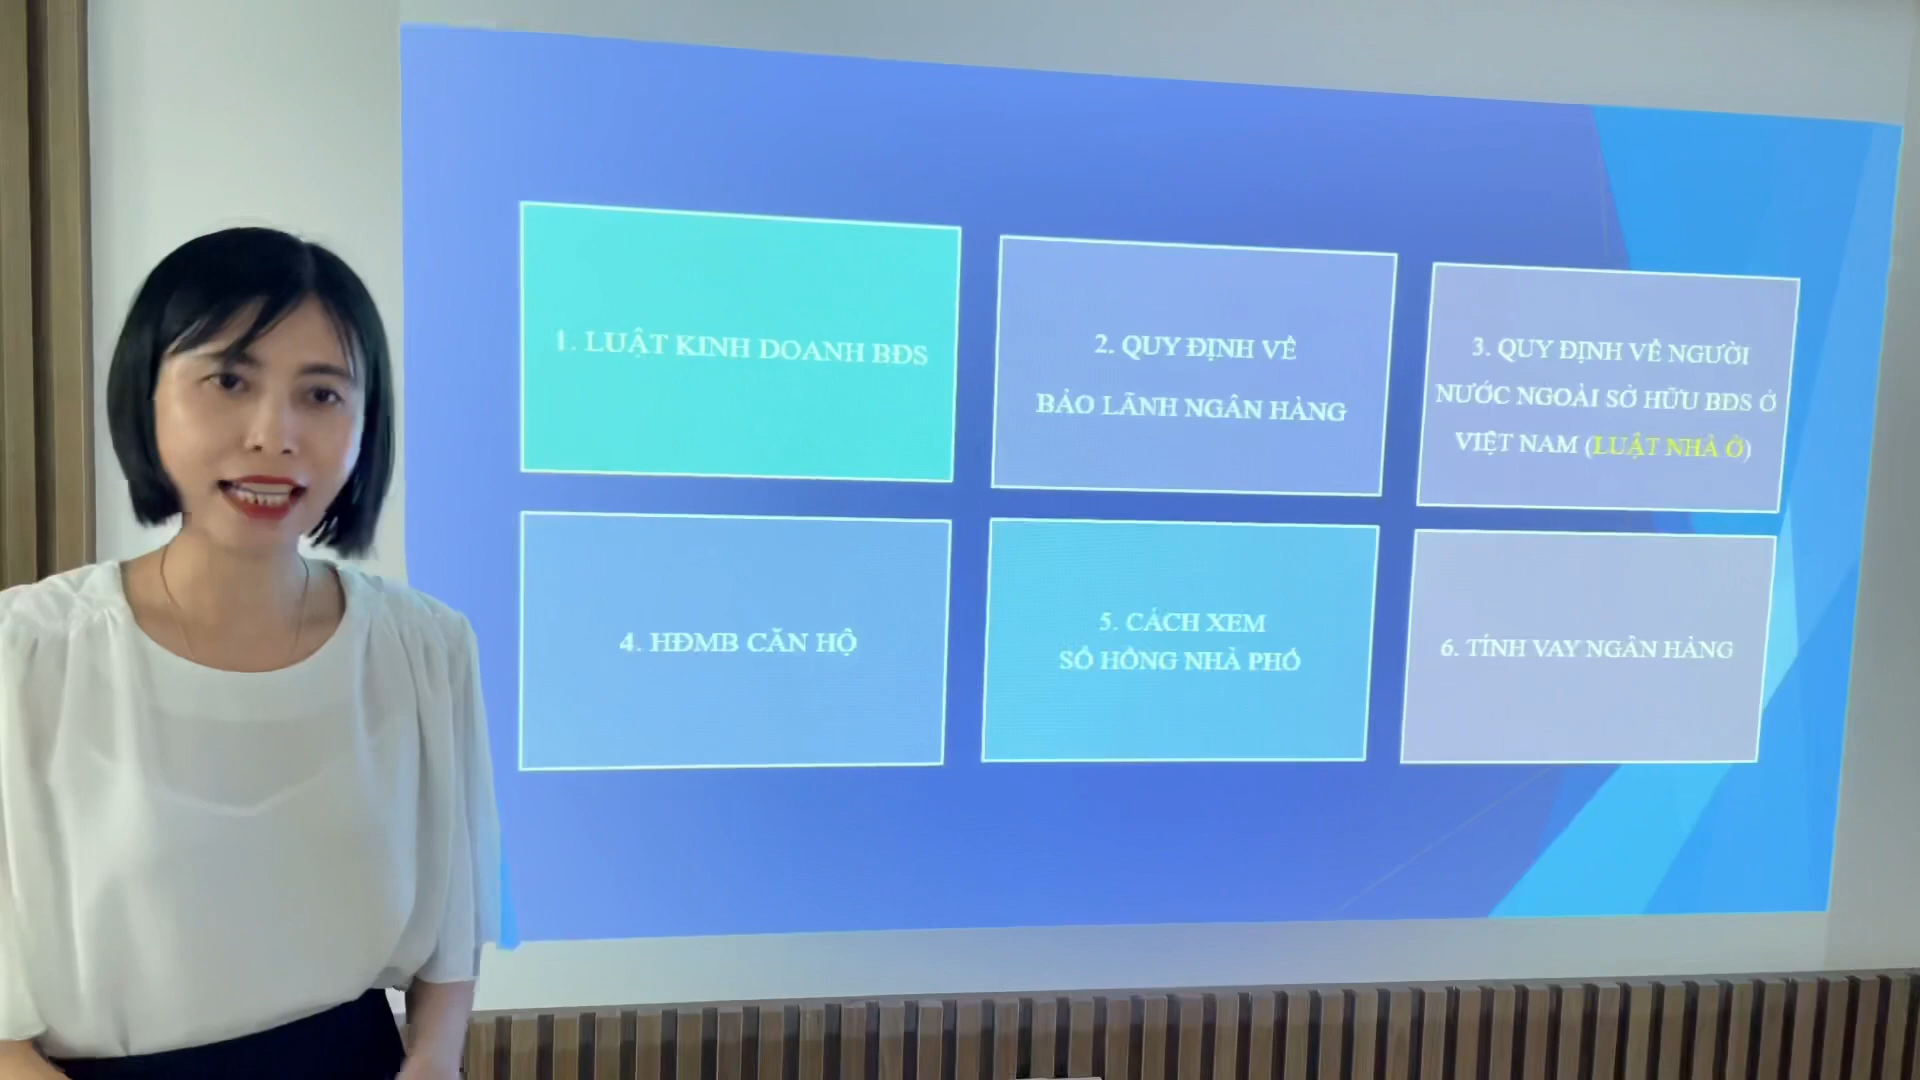 1. LUẬT KINH DOANH BĐS
2. QUY ĐỊNH VỀ
BẢO LÃNH NGÂN HÀNG
3. QUY ĐỊNH VỀ NGƯỜI
NƯỚC NGOÀI SỞ HỮU BĐS Ở
VIỆT NAM (LUẬT NHÀ Ở)
4. HĐMB CĂN HỘ
5. CÁCH XEM
SỔ HỒNG NHÀ PHỐ
6. TÍNH VAY NGÂN HÀNG